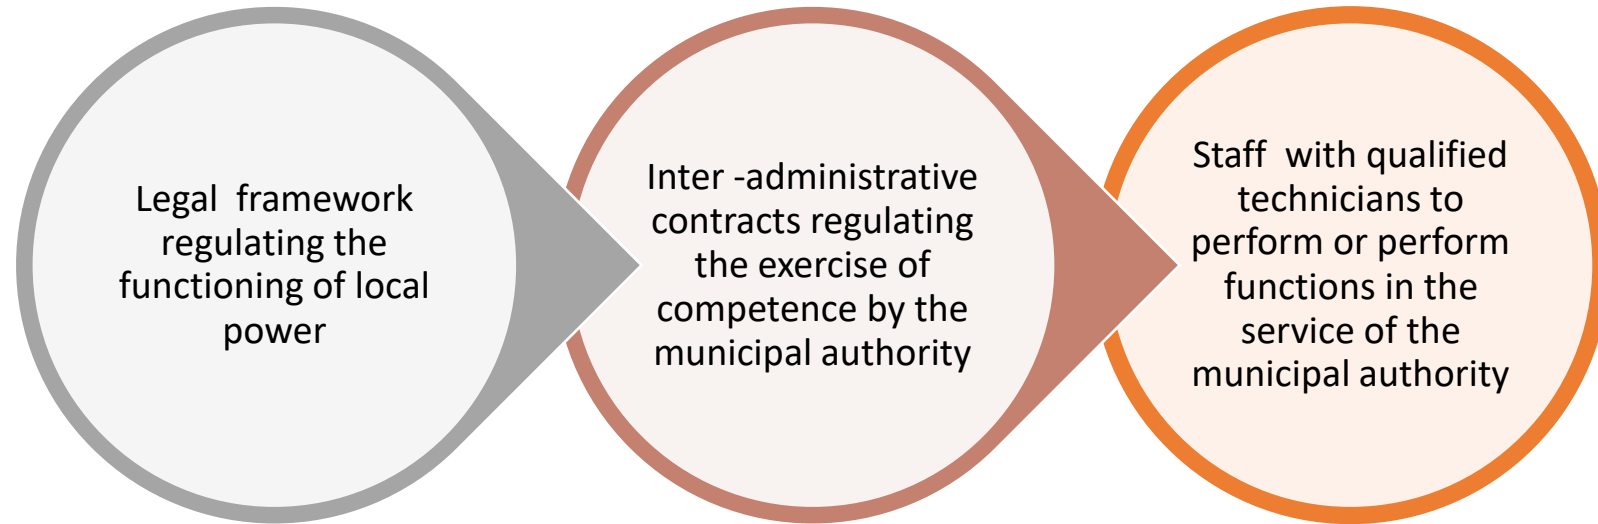 Legal  framework
regulating the
functioning of local
power
Inter -administrative
contracts regulating
the exercise of
competence by the
municipal authority
Staff  with qualified
technicians to
perform or perform
functions in the
service of the
municipal authority